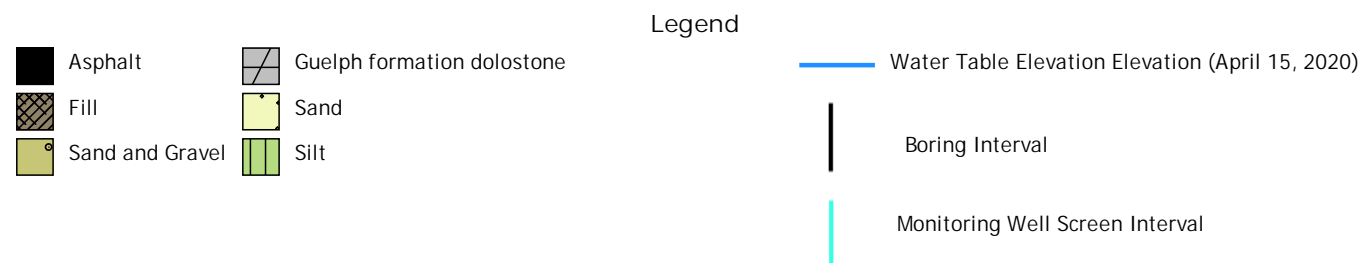 Legend
Asphalt
Fill
Sand and Gravel
Guelph formation dolostone
Sand
Silt
Water Table Elevation Elevation (April 15, 2020)
Boring Interval
Monitoring Well Screen Interval